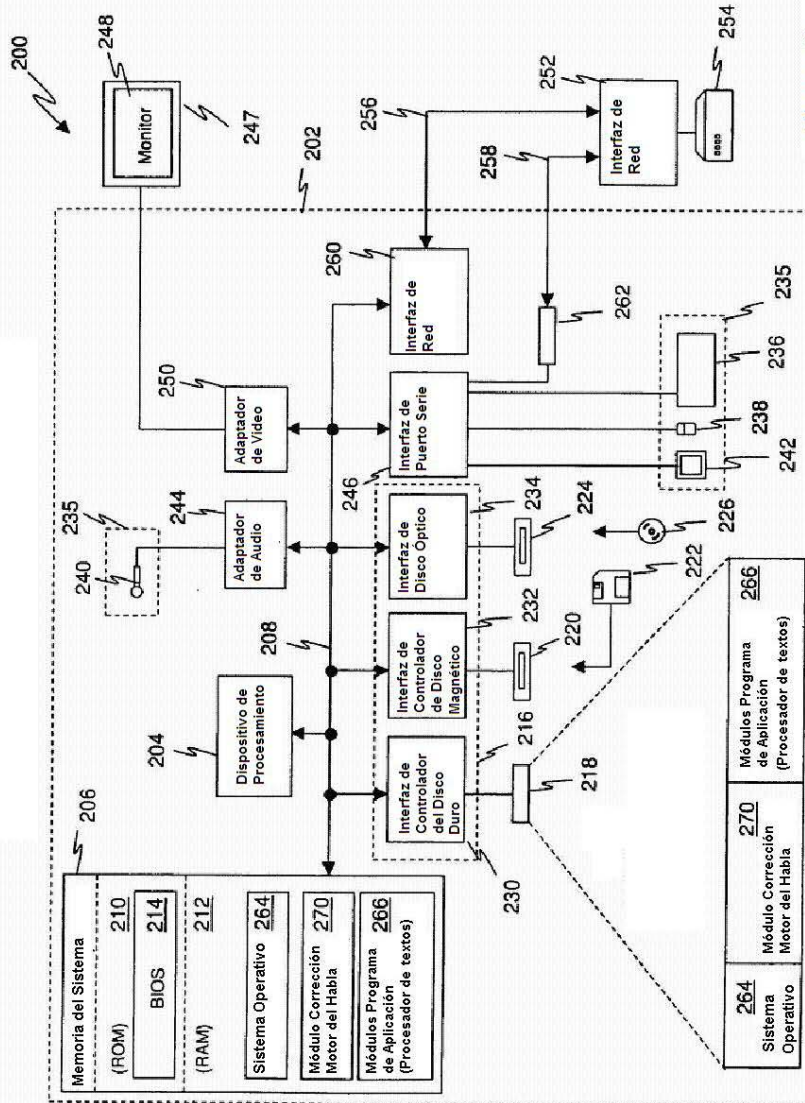 200
Monitor
248
247
202
Memoria del Sistema
206
(ROM)
210
BIOS
214
(RAM)
212
Sistema Operativo
264
Módulo Corrección
Motor del Habla
270
Módulos Programa
de Aplicación
(Procesador de textos)
266
Dispositivo de
Procesamiento
204
208
235
240
Adaptador
de Audio
244
Adaptador
de Vídeo
250
Interfaz de
Controlador
del Disco
Duro
230
216
Interfaz de
Controlador
de Disco
Magnético
232
Interfaz de
Disco Óptico
234
Interfaz de
Puerto Serie
246
Interfaz de
Red
260
256
258
Interfaz de
Red
252
254
262
218
220
222
224
226
235
236
238
242
264
Sistema
Operativo
270
Módulo Corrección
Motor del Habla
266
Módulos Programa
de Aplicación
(Procesador de textos)